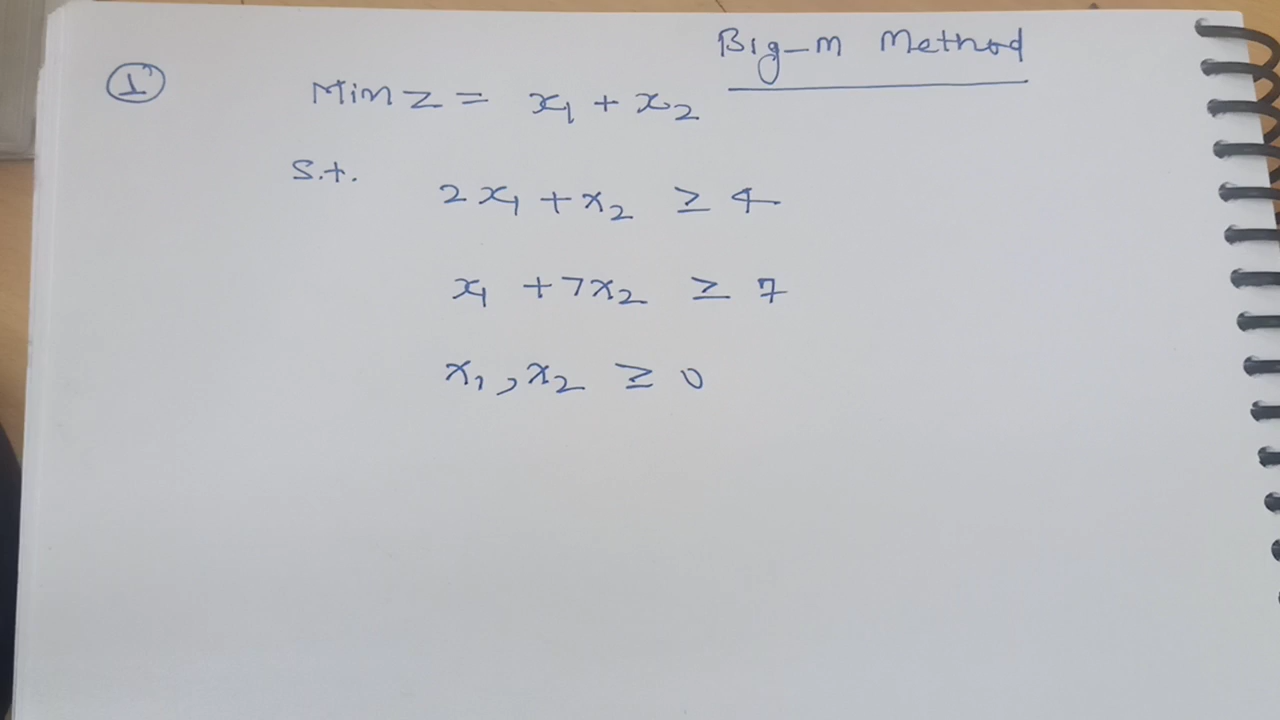 Big-M Method
① Min Z = x₁ + x₂
S.t.
2x₁ + x₂ ≥ 4
x₁ + 7x₂ ≥ 7
x₁, x₂ ≥ 0